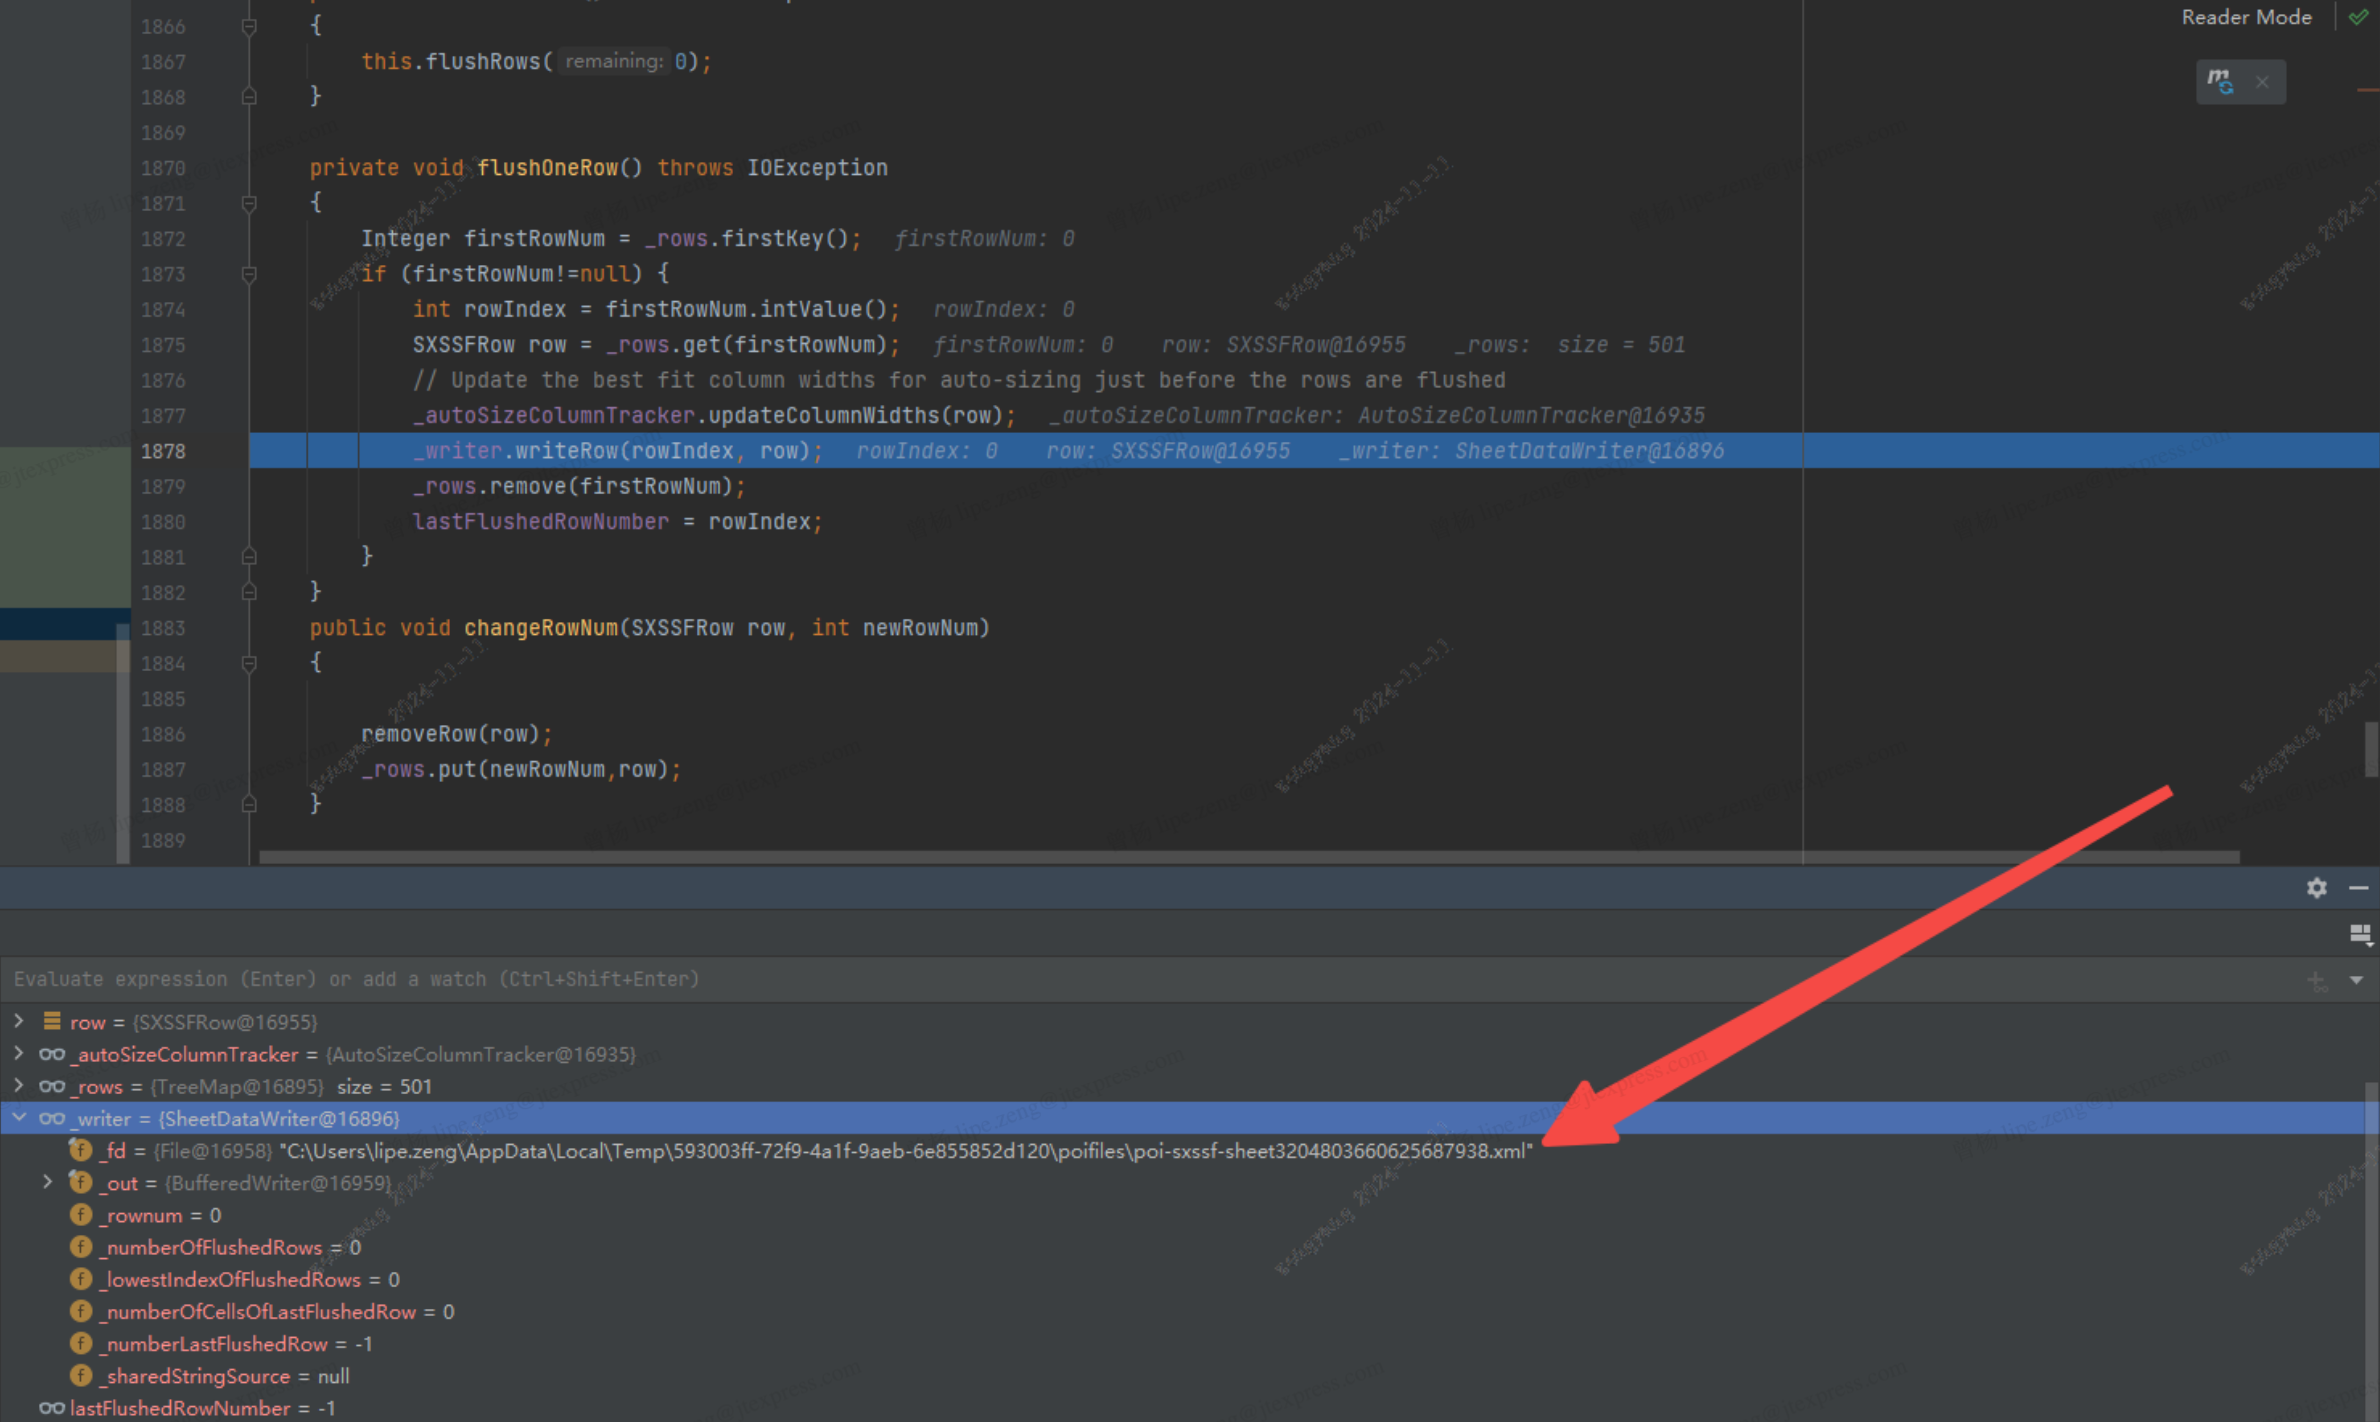 Reader Mode
1866 {
1867 this.flushRows( remaining: 0);
1868 }
1869
1870 private void flushOneRow() throws IOException
1871 {
1872 Integer firstRowNum = _rows.firstKey(); firstRowNum: 0
1873 if (firstRowNum!=null) {
1874 int rowIndex = firstRowNum.intValue(); rowIndex: 0
1875 SXSSFRow row = _rows.get(firstRowNum); firstRowNum: 0 row: SXSSFRow@16955 _rows: size = 501
1876 // Update the best fit column widths for auto-sizing just before the rows are flushed
1877 _autoSizeColumnTracker.updateColumnWidths(row); _autoSizeColumnTracker: AutoSizeColumnTracker@16935
1878 _writer.writeRow(rowIndex, row); rowIndex: 0 row: SXSSFRow@16955 _writer: SheetDataWriter@16896
1879 _rows.remove(firstRowNum);
1880 lastFlushedRowNumber = rowIndex;
1881 }
1882 }
1883 public void changeRowNum(SXSSFRow row, int newRowNum)
1884 {
1885
1886 removeRow(row);
1887 _rows.put(newRowNum,row);
1888 }
1889
Evaluate expression (Enter) or add a watch (Ctrl+Shift+Enter)
row = {SXSSFRow@16955}
_autoSizeColumnTracker = {AutoSizeColumnTracker@16935}
_rows = {TreeMap@16895} size = 501
_writer = {SheetDataWriter@16896}
_fd = {File@16958} "C:\Users\lipe.zeng\AppData\Local\Temp\593003ff-72f9-4a1f-9aeb-6e855852d120\poifiles\poi-sxssf-sheet3204803660625687938.xml"
_out = {BufferedWriter@16959}
_rownum = 0
_numberOfFlushedRows = 0
_lowestIndexOfFlushedRows = 0
_numberOfCellsOfLastFlushedRow = 0
_numberLastFlushedRow = -1
_sharedStringSource = null
lastFlushedRowNumber = -1